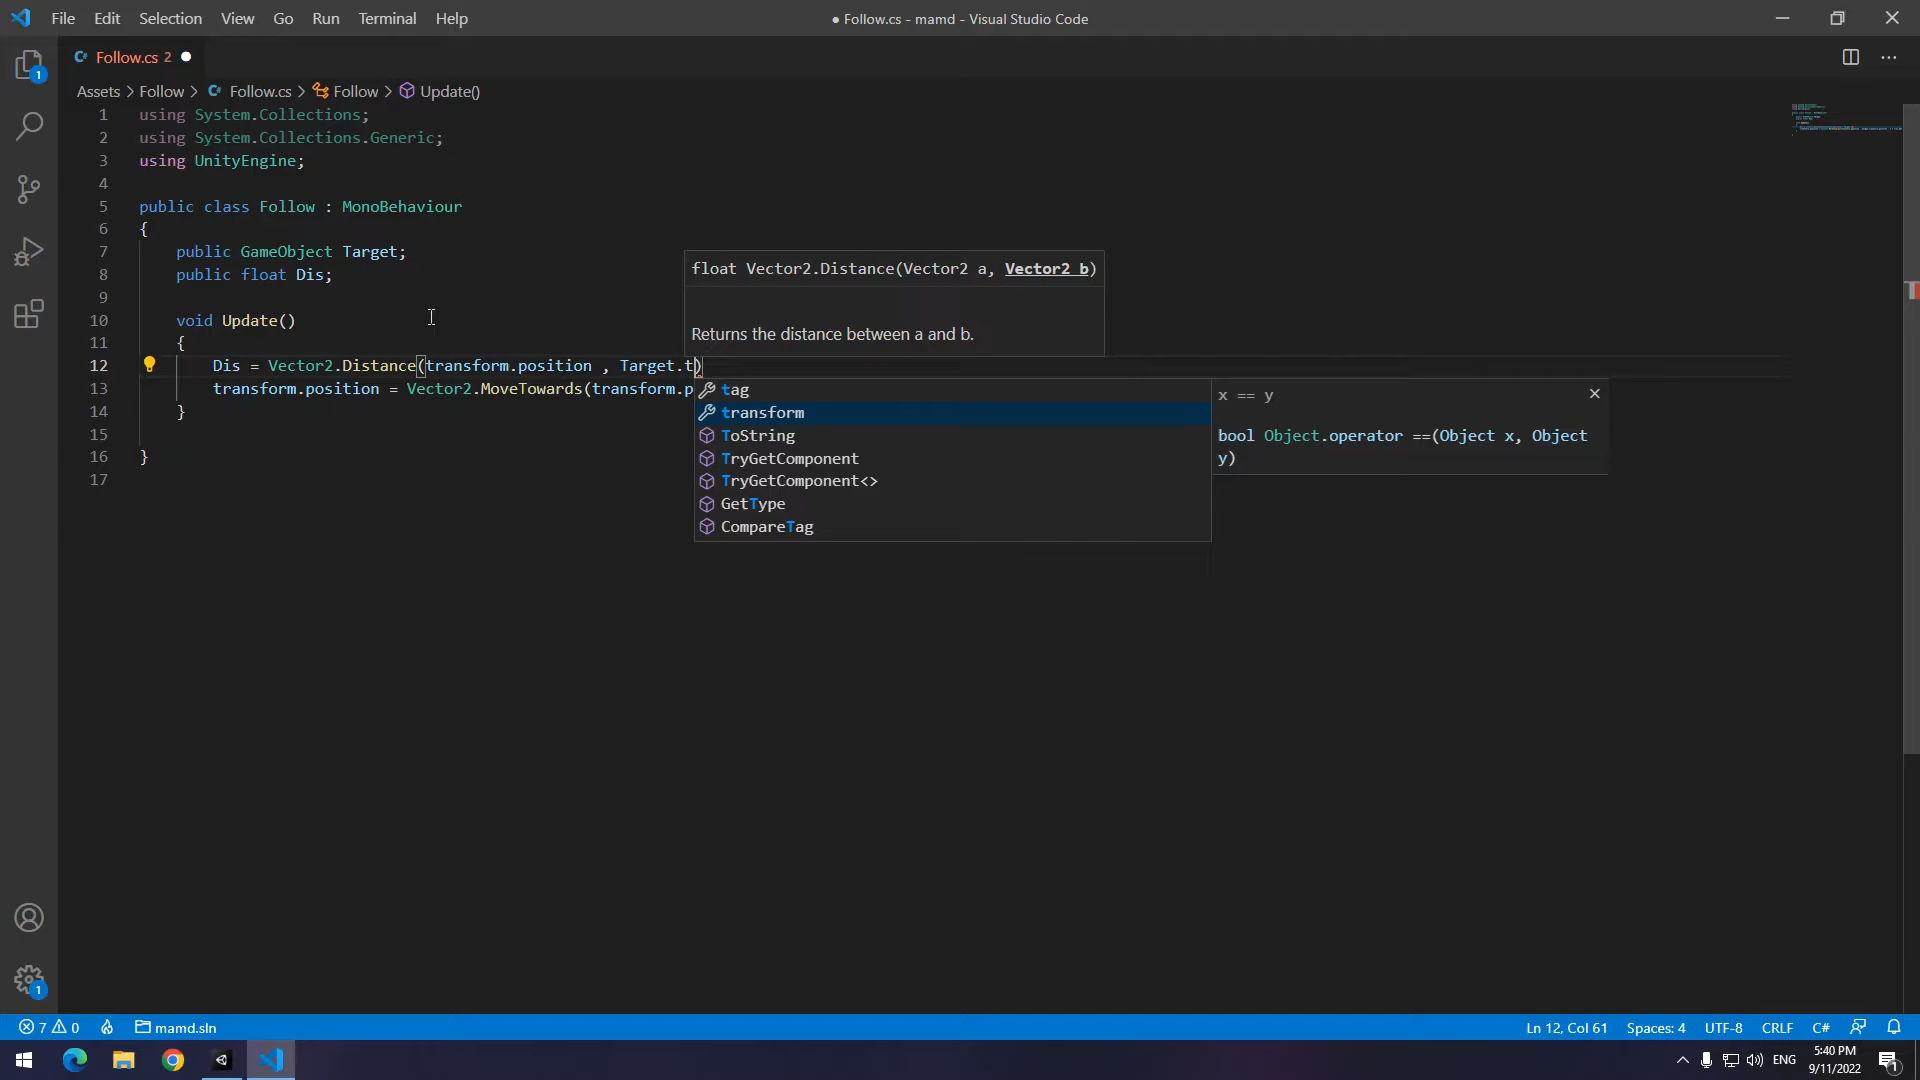 File Edit Selection View Go Run Terminal Help
● Follow.cs - mamd - Visual Studio Code
Follow.cs 2
Assets > Follow > Follow.cs > Follow > Update()
1 using System.Collections;
2 using System.Collections.Generic;
3 using UnityEngine;
4
5 public class Follow : MonoBehaviour
6 {
7 public GameObject Target;
8 public float Dis;
9
10 void Update()
11 {
12 Dis = Vector2.Distance(transform.position , Target.t)
13 transform.position = Vector2.MoveTowards(transform.p
14 }
15
16 }
17
float Vector2.Distance(Vector2 a, Vector2 b)
Returns the distance between a and b.
tag
transform
ToString
TryGetComponent
TryGetComponent<>
GetType
CompareTag
x == y
bool Object.operator ==(Object x, Object
y)
1
1
7 0 mamd.sln
Ln 12, Col 61 Spaces: 4 UTF-8 CRLF C#
ENG
5:40 PM
9/11/2022
1